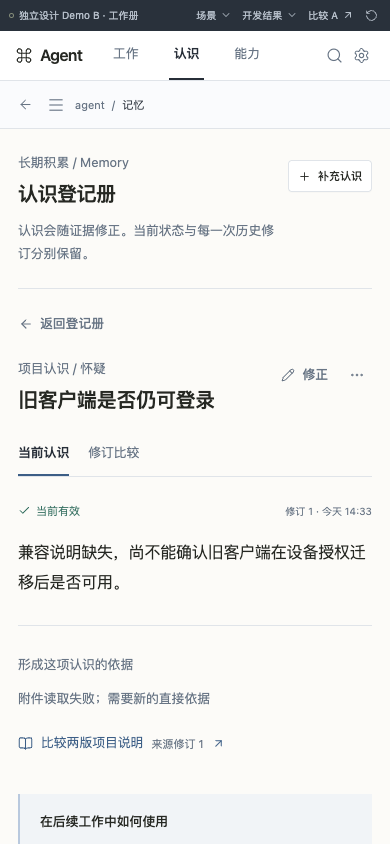 独立设计 Demo B · 工作册 场景 开发结果 比较 A
Agent 工作 认识 能力
agent / 记忆
长期积累 / Memory
认识登记册
补充认识
认识会随证据修正。当前状态与每一次历史修
订分别保留。
返回登记册
项目认识 / 怀疑
修正
旧客户端是否仍可登录
当前认识 修订比较
当前有效 修订 1 · 今天 14:33
兼容说明缺失，尚不能确认旧客户端在设备授权迁
移后是否可用。
形成这项认识的依据
附件读取失败；需要新的直接依据
比较两版项目说明 来源修订 1
在后续工作中如何使用